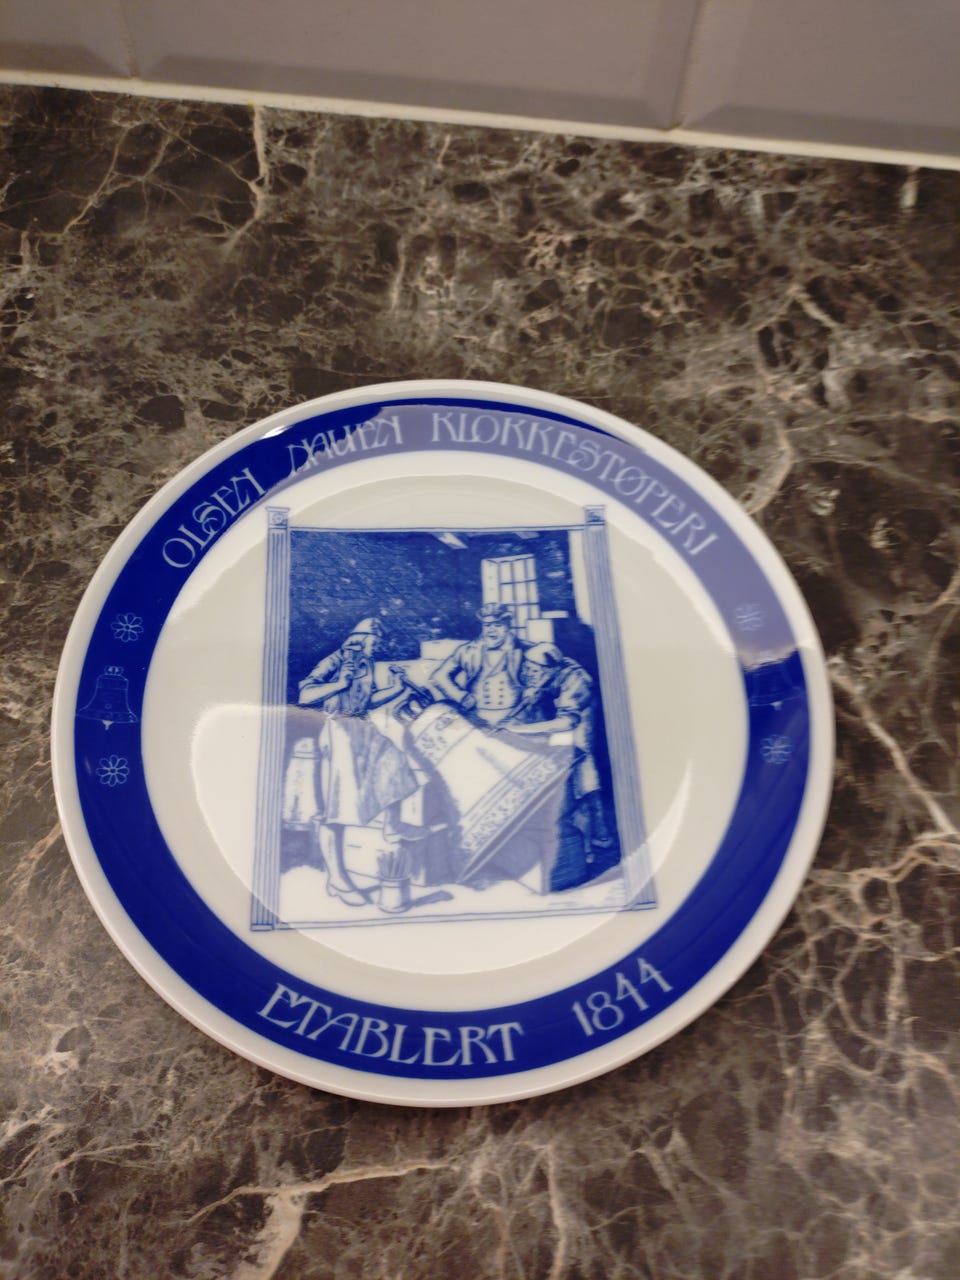 OLSEN NAUEN KLOKKESTØPERI
ETABLERT 1844